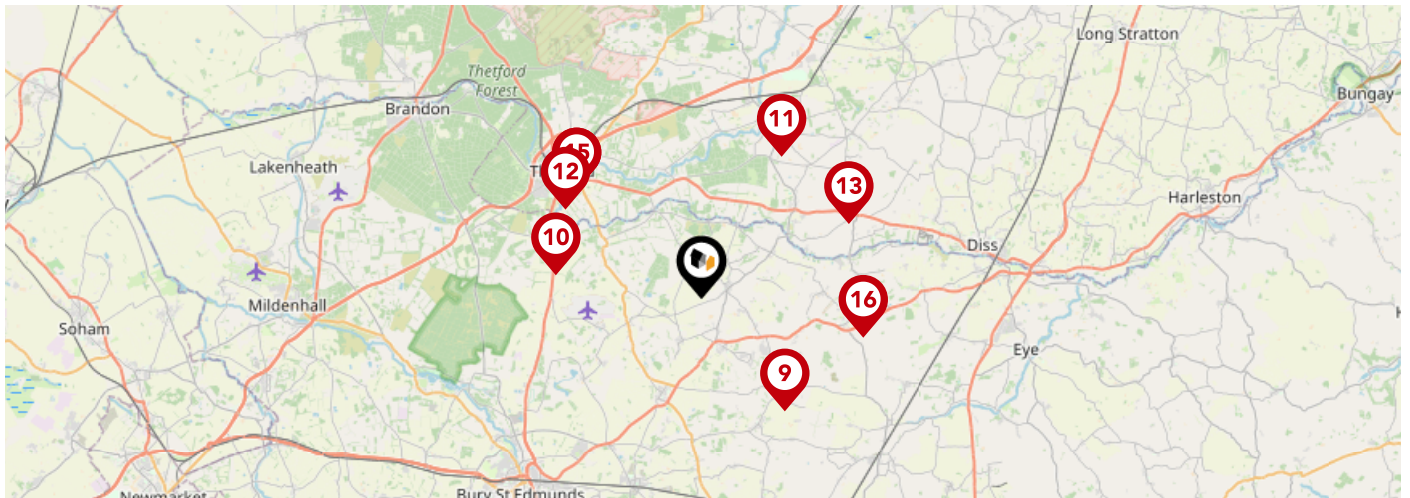 Long Stratton
Thetford
Forest
Bungay
Brandon
11
15
Lakenheath
12
13
Harleston
10
Diss
16
Mildenhall
Soham
Eye
9
Newmarket
Bury St Edmunds